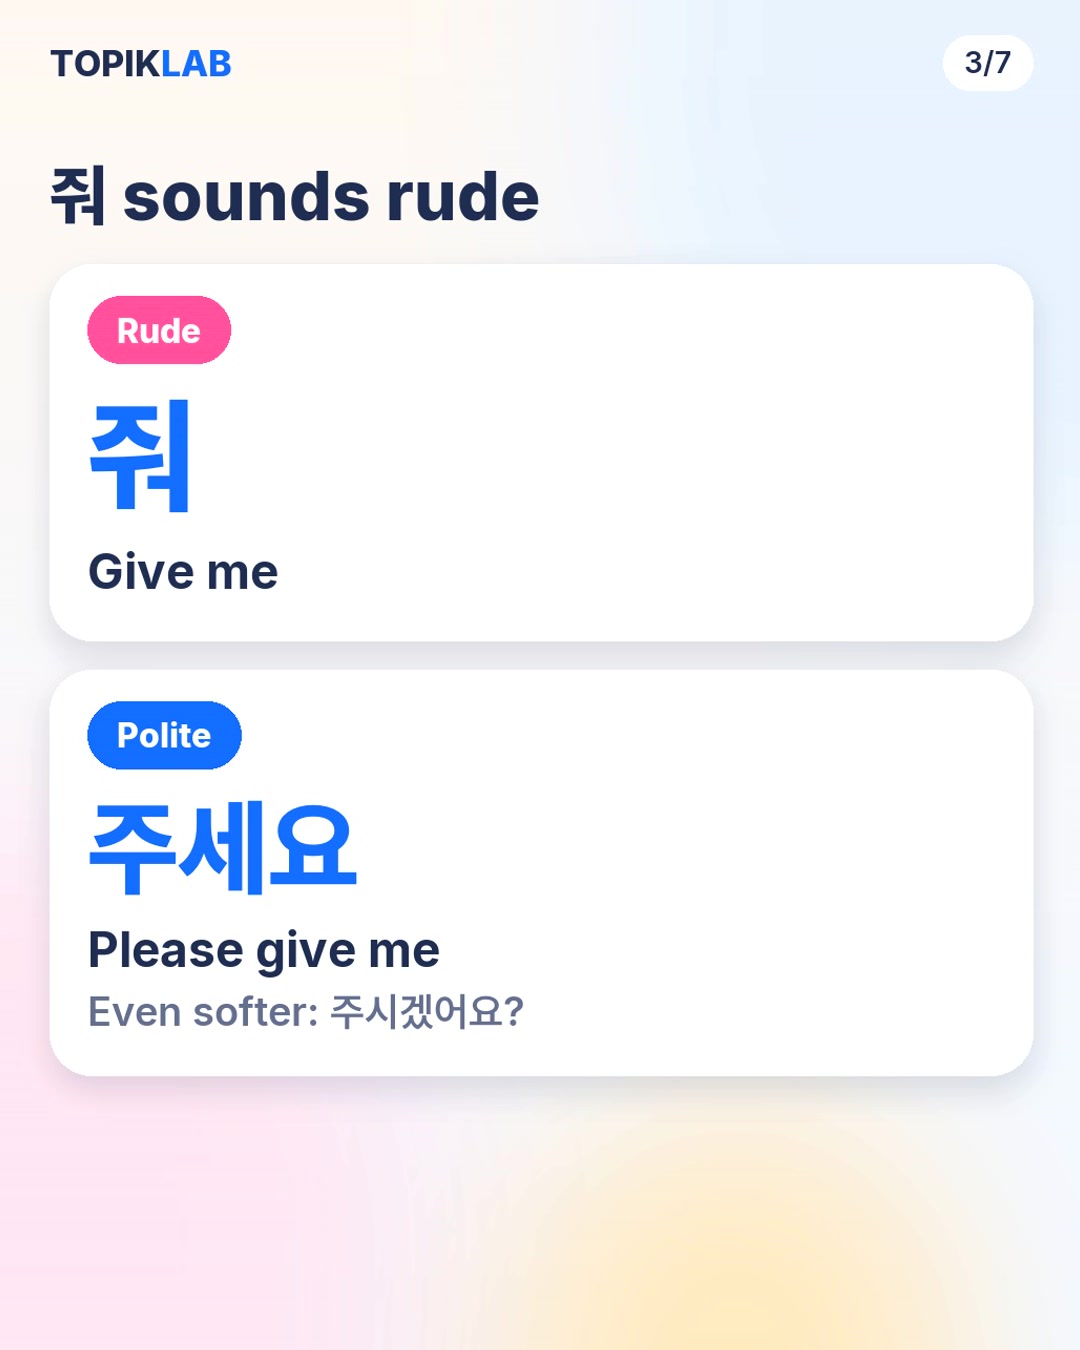 TOPIKLAB
3/7
줘 sounds rude
Rude
줘
Give me
Polite
주세요
Please give me
Even softer: 주시겠어요?